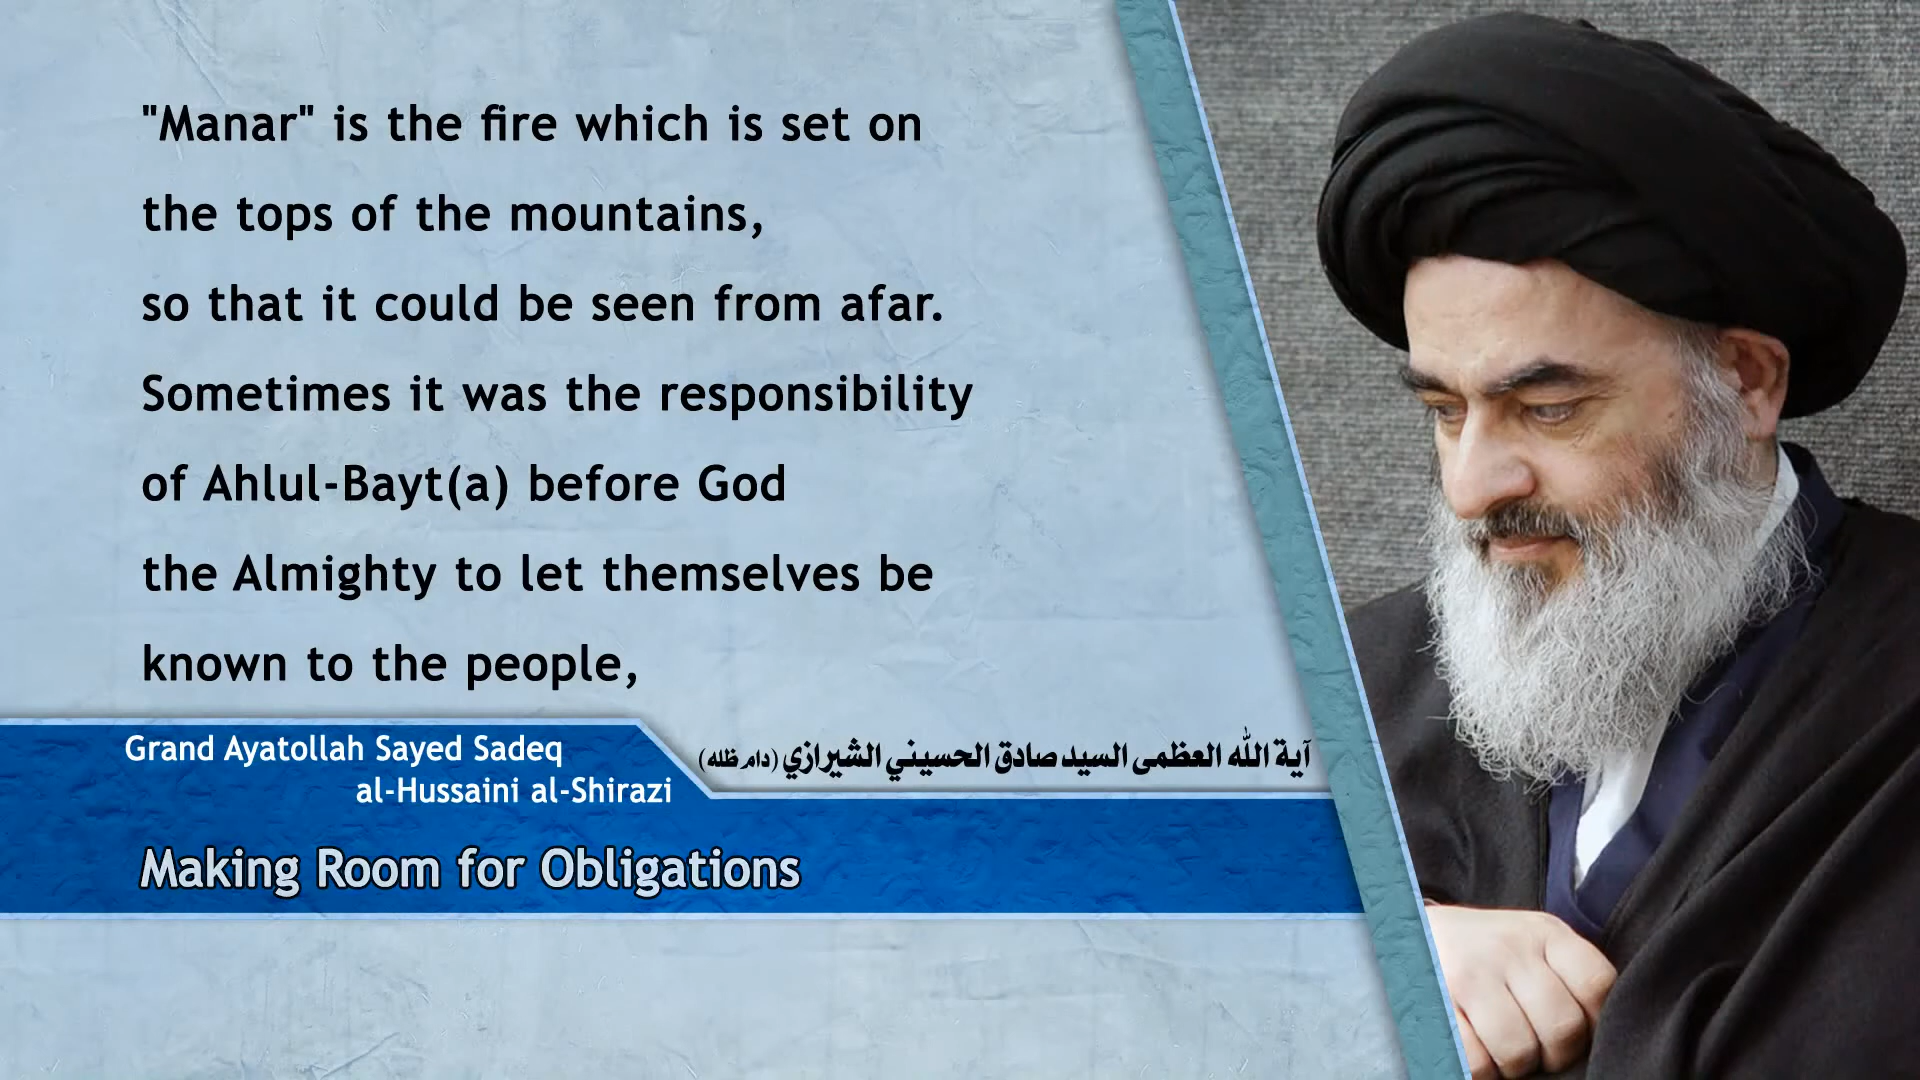 "Manar" is the fire which is set on
the tops of the mountains,
so that it could be seen from afar.
Sometimes it was the responsibility
of Ahlul-Bayt(a) before God
the Almighty to let themselves be
known to the people,
Grand Ayatollah Sayed Sadeq
al-Hussaini al-Shirazi
آية الله العظمى السيد صادق الحسيني الشيرازي (دام ظله)
Making Room for Obligations